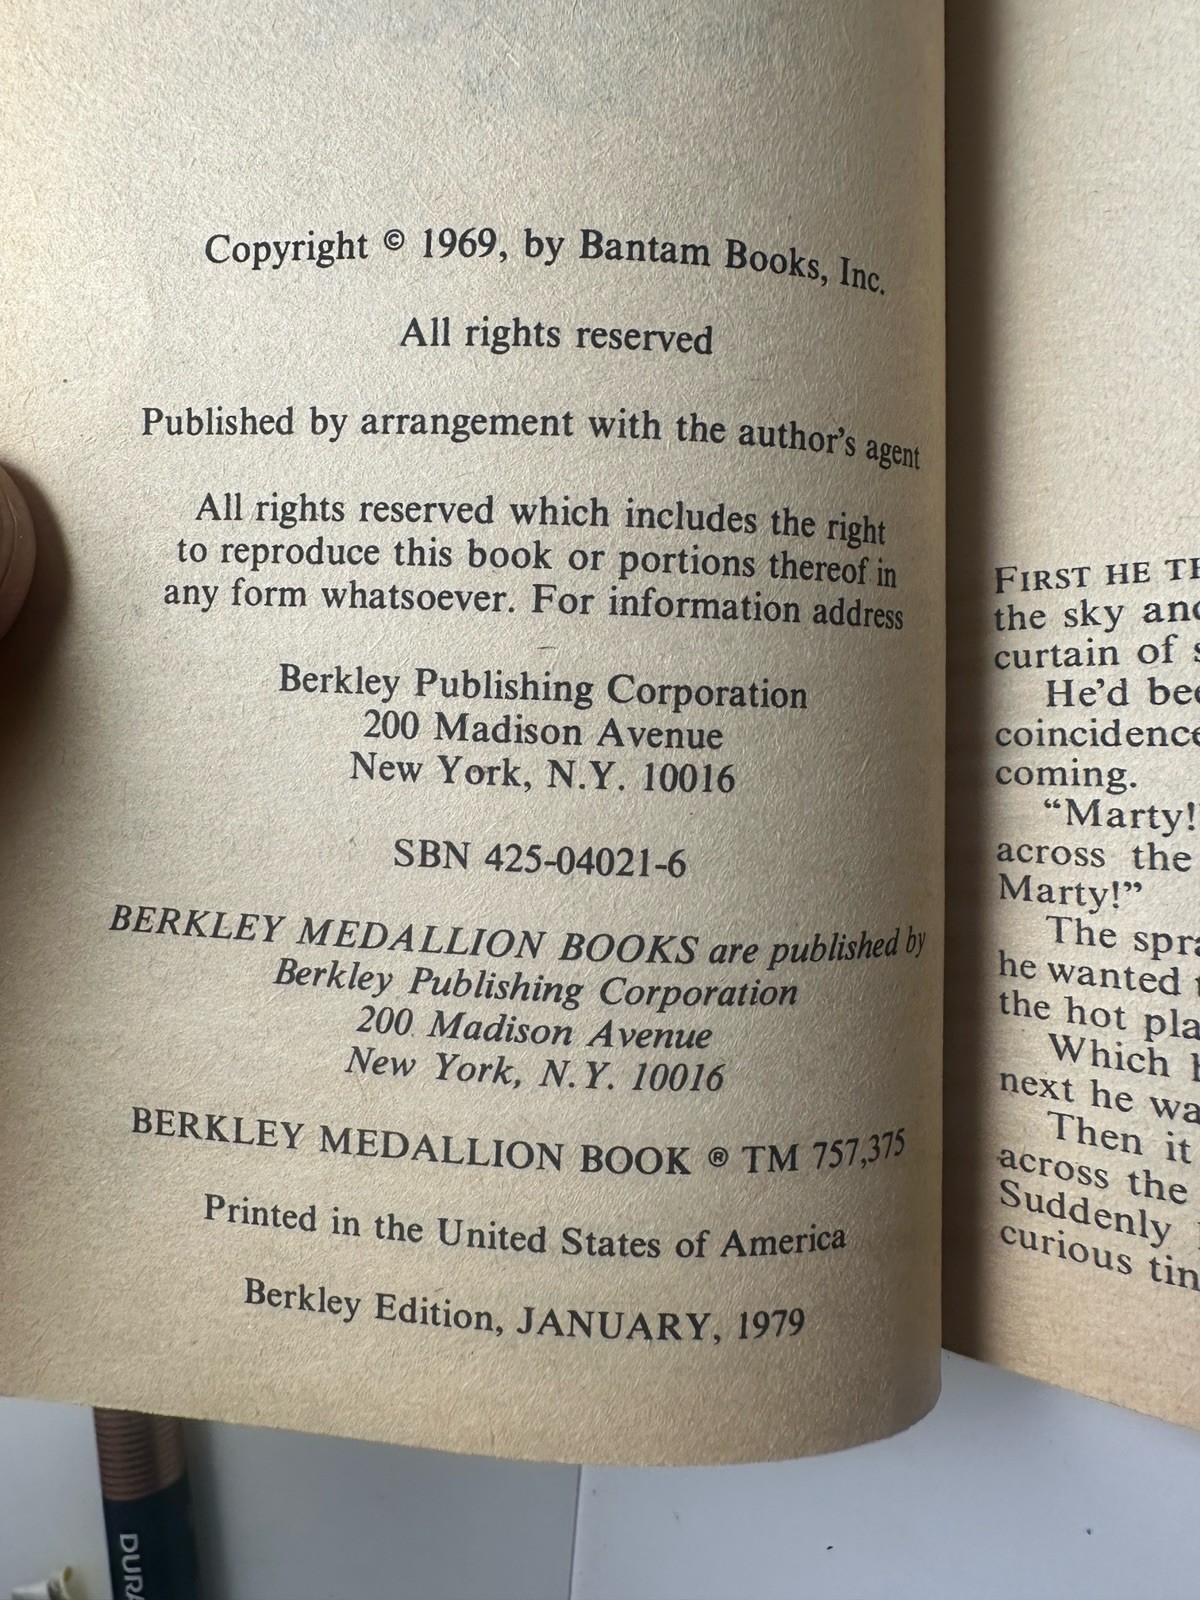 Copyright © 1969, by Bantam Books, Inc.
All rights reserved
Published by arrangement with the author's agent
All rights reserved which includes the right
to reproduce this book or portions thereof in
any form whatsoever. For information address
Berkley Publishing Corporation
200 Madison Avenue
New York, N.Y. 10016
SBN 425-04021-6
BERKLEY MEDALLION BOOKS are published by
Berkley Publishing Corporation
200 Madison Avenue
New York, N.Y. 10016
BERKLEY MEDALLION BOOK ® TM 757,375
Printed in the United States of America
Berkley Edition, JANUARY, 1979
FIRST HE
the sky
curtain of
He'd
coincidence
coming.
“Marty!
across the
Marty!”
The
he wanted
the hot
Which
next he
Then it
across the
Suddenly
curious